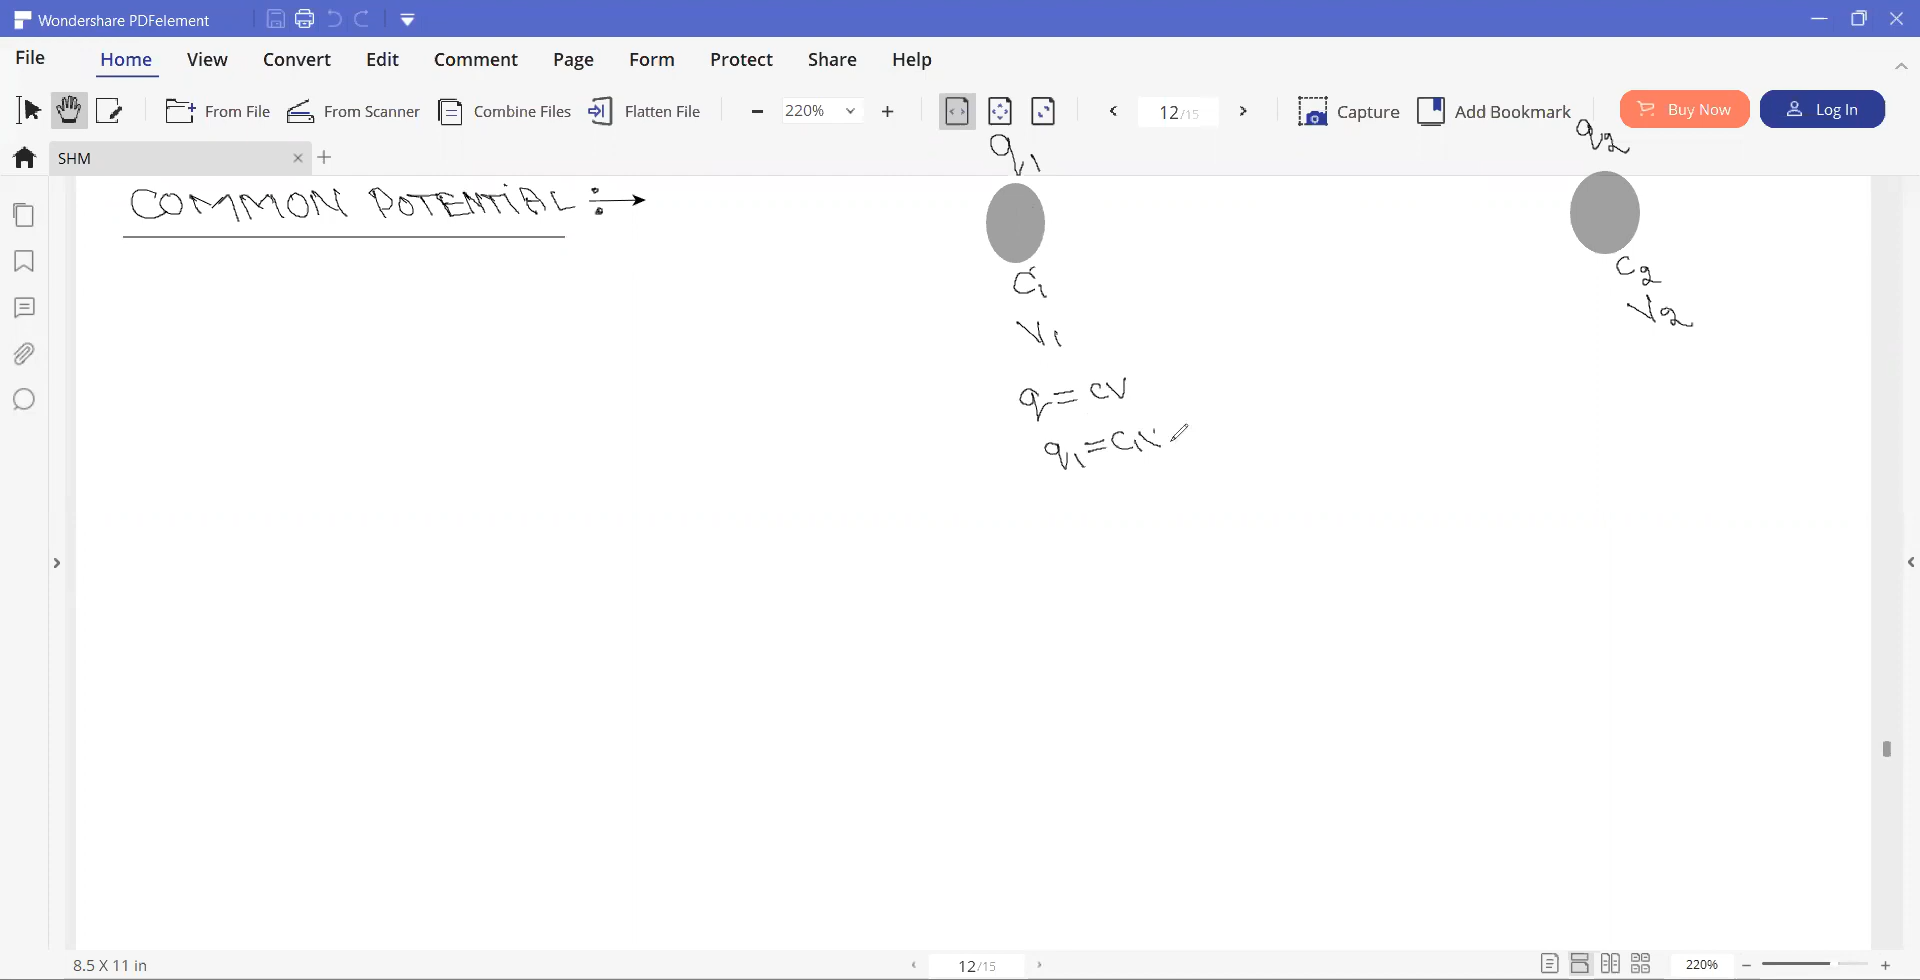 Wondershare PDFelement
File Home View Convert Edit Comment Page Form Protect Share Help
From File From Scanner Combine Files Flatten File 220% 12/15 Capture Add Bookmark Buy Now Log In
SHM
COMMON POTENTIAL :→
q1
C1
V1
q = CV
q1 = C1V
q2
C2
V2
8.5 X 11 in 12/15 220%